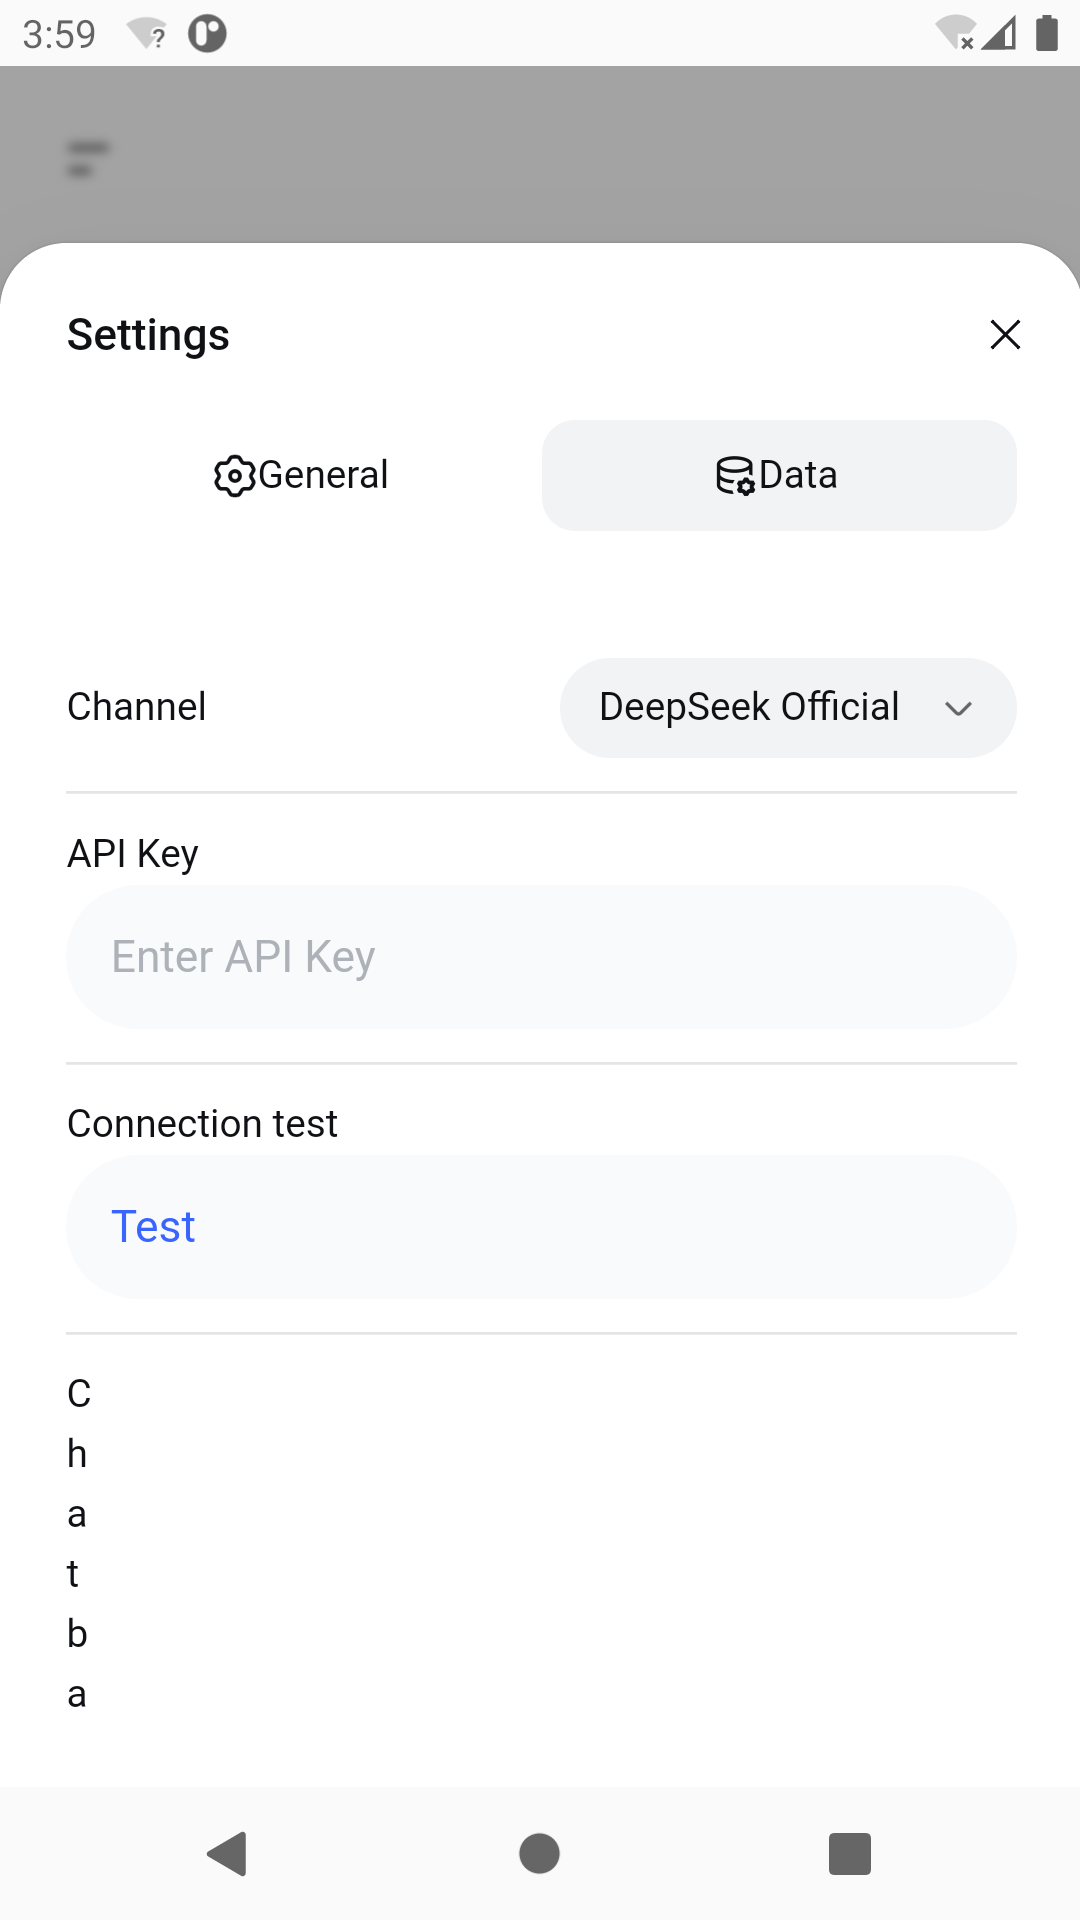 3:59
Settings
General
Data
Channel
DeepSeek Official
API Key
Enter API Key
Connection test
Test
C
h
a
t
b
a